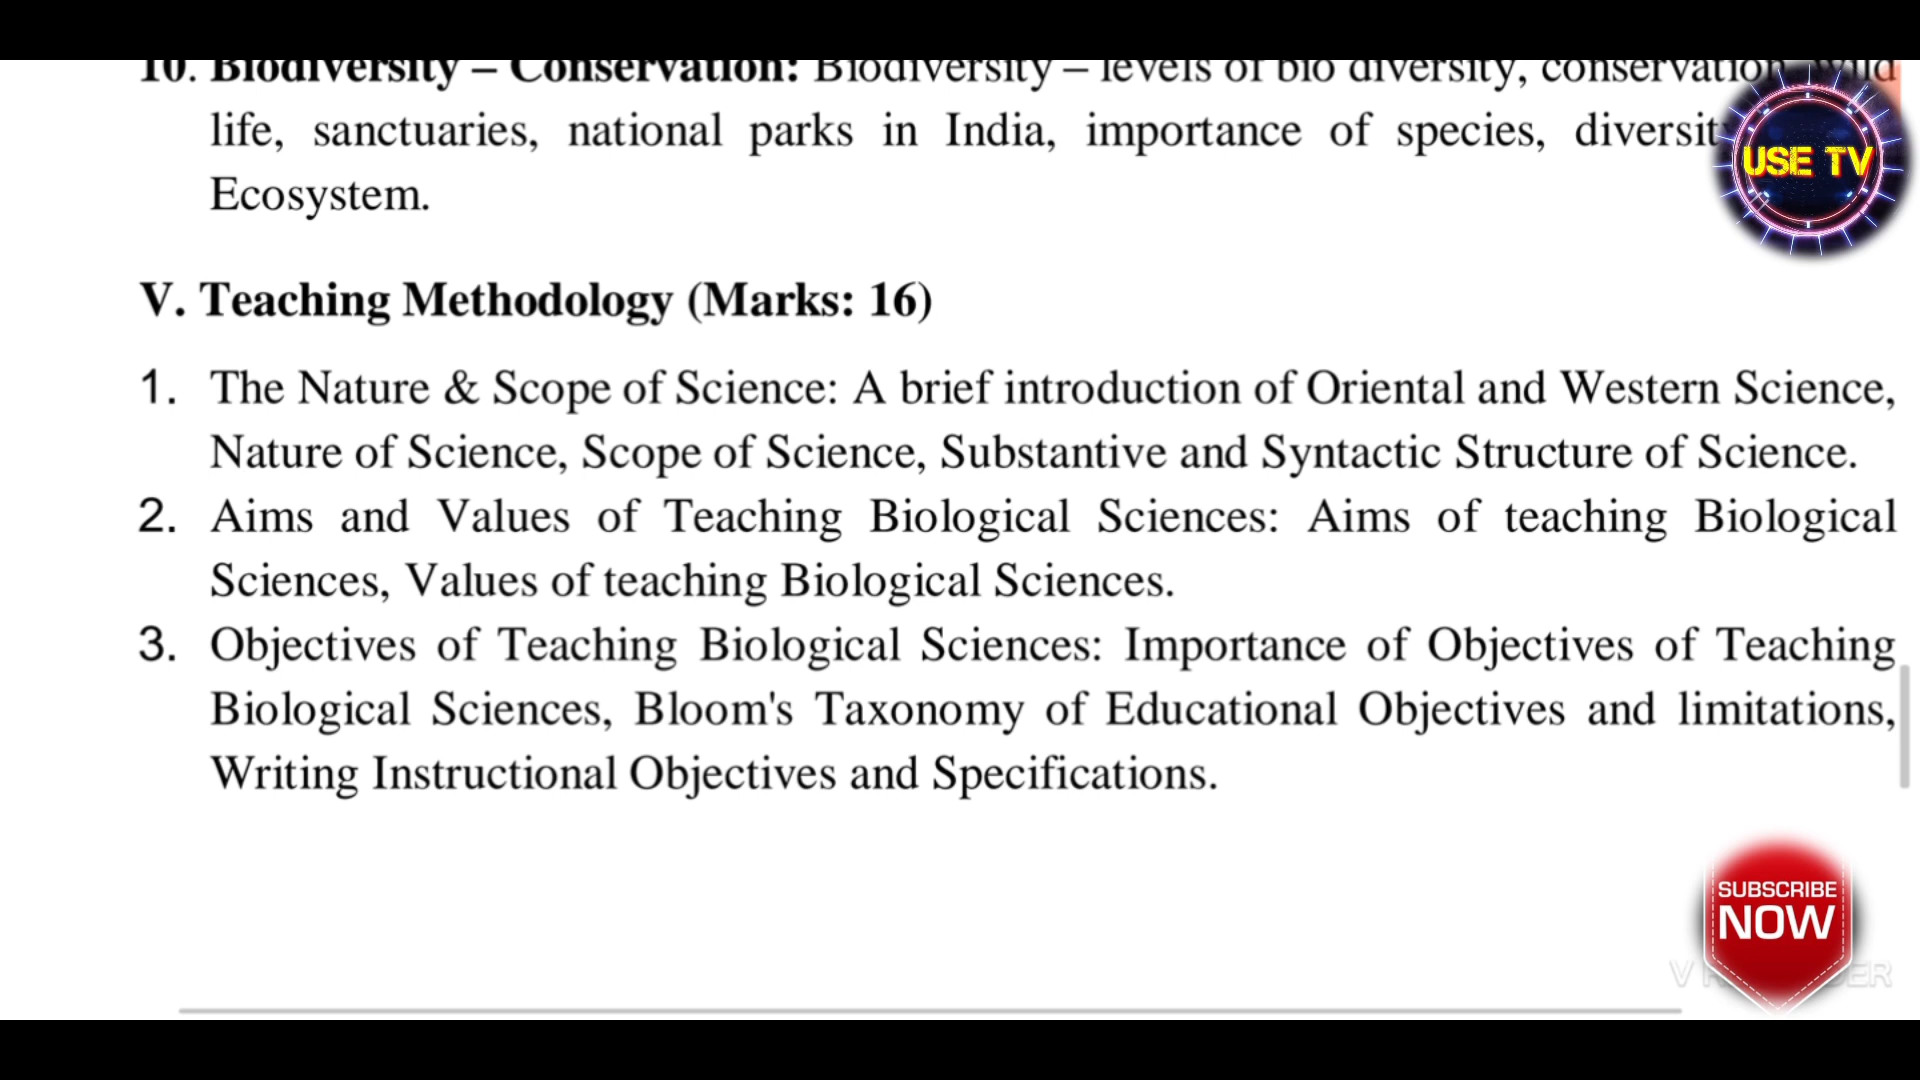 10. Biodiversity – Conservation: Biodiversity – levels of bio diversity, conservation, wild
life, sanctuaries, national parks in India, importance of species,
Ecosystem.
USE TV
V. Teaching Methodology (Marks: 16)
1. The Nature & Scope of Science: A brief introduction of Oriental and Western Science,
Nature of Science, Scope of Science, Substantive and Syntactic Structure of Science.
2. Aims and Values of Teaching Biological Sciences: Aims of teaching Biological
Sciences, Values of teaching Biological Sciences.
3. Objectives of Teaching Biological Sciences: Importance of Objectives of Teaching
Biological Sciences, Bloom's Taxonomy of Educational Objectives and limitations,
Writing Instructional Objectives and Specifications.
SUBSCRIBE
NOW